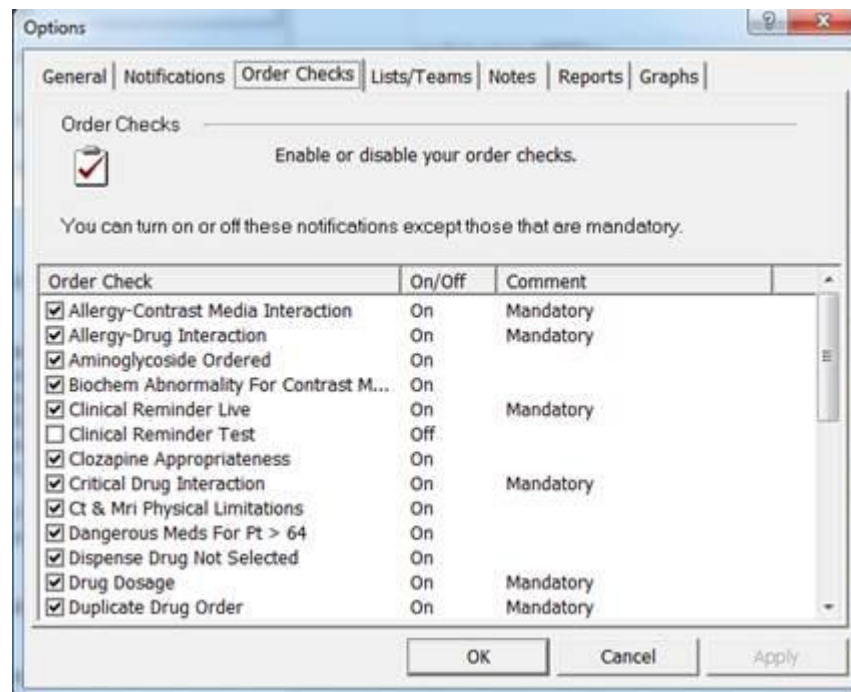 Options
General Notifications Order Checks Lists/Teams Notes Reports Graphs
Order Checks
Enable or disable your order checks.
You can turn on or off these notifications except those that are mandatory.
Order Check On/Off Comment
Allergy-Contrast Media Interaction On Mandatory
Allergy-Drug Interaction On Mandatory
Aminoglycoside Ordered On
Biochem Abnormality For Contrast M... On
Clinical Reminder Live On Mandatory
Clinical Reminder Test Off
Clozapine Appropriateness On
Critical Drug Interaction On Mandatory
Ct & Mri Physical Limitations On
Dangerous Meds For Pt > 64 On
Dispense Drug Not Selected On
Drug Dosage On Mandatory
Duplicate Drug Order On Mandatory
OK Cancel Apply